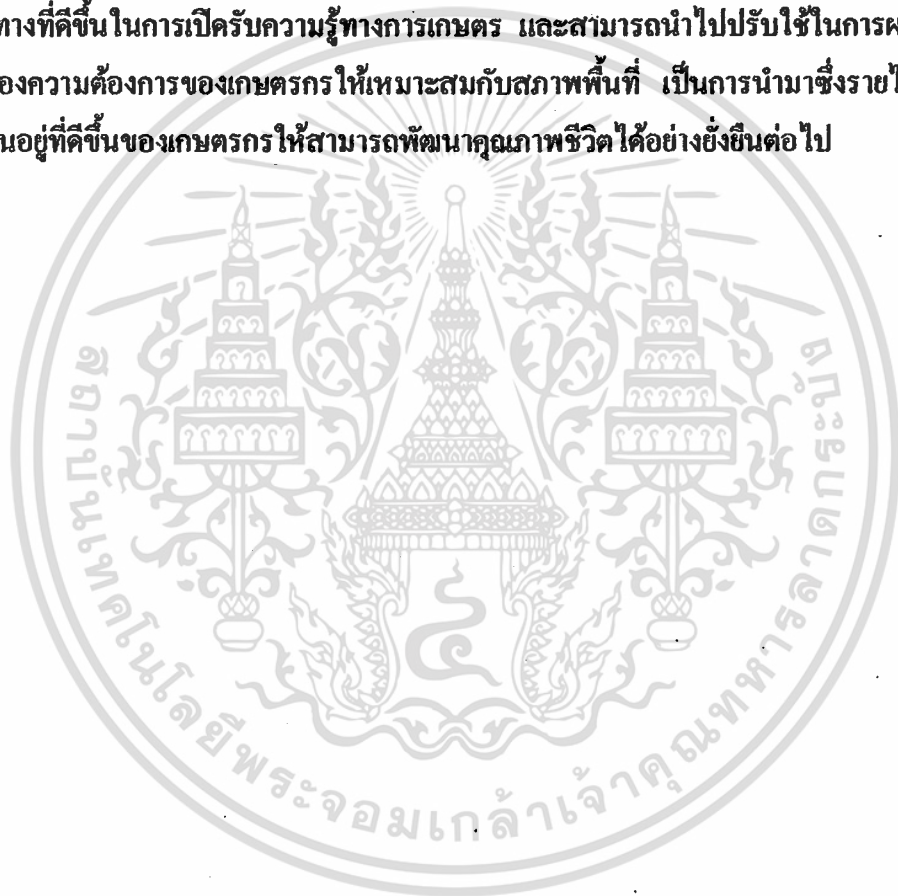 ทางที่ดีขึ้นในการเปิดรับความรู้ทางการเกษตร และสามารถนำไปปรับใช้ในการผ
องความต้องการของเกษตรกรให้เหมาะสมกับสภาพพื้นที่ เป็นการนำมาซึ่งรายไ
นอยู่ที่ดีขึ้นของเกษตรกรให้สามารถพัฒนาคุณภาพชีวิตได้อย่างยั่งยืนต่อไป
สถาบันเทคโนโลยีพระจอมเกล้าเจ้าคุณทหารลาดกระบัง
๔